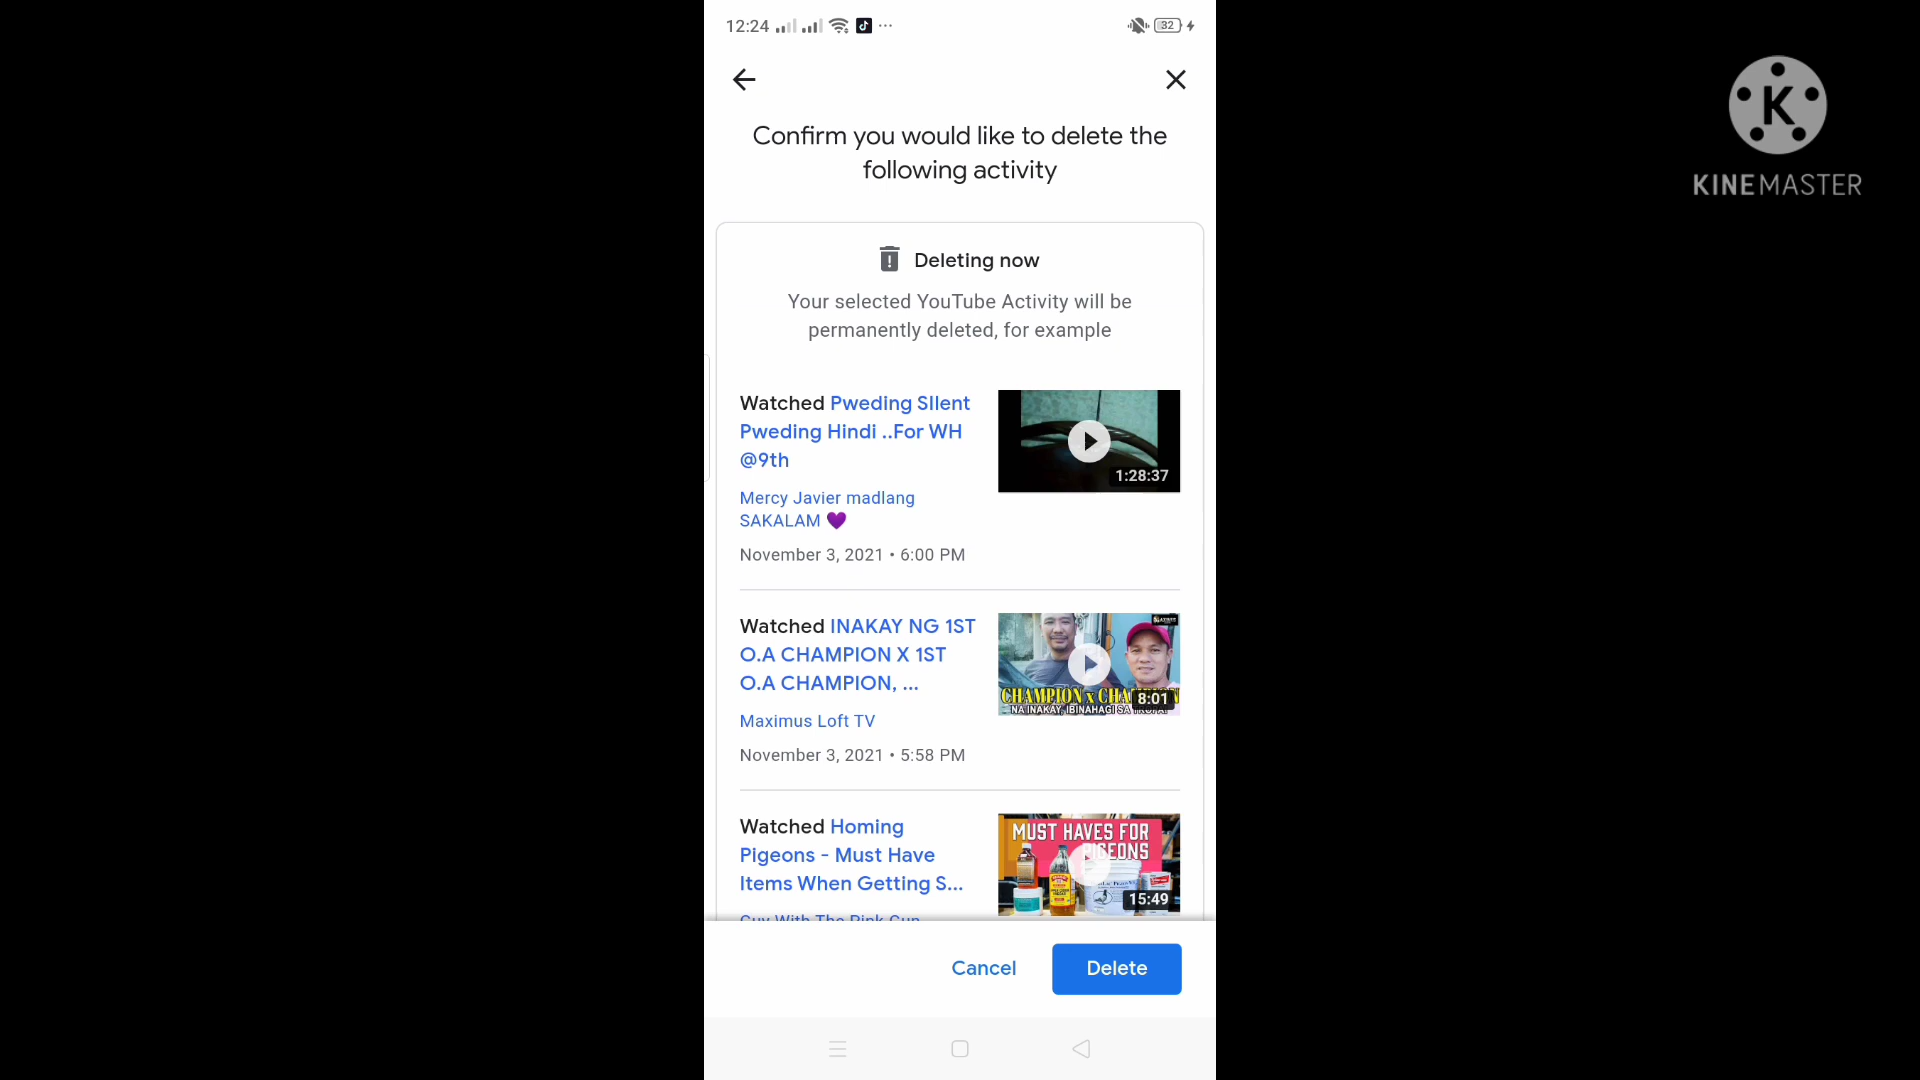 12:24
32
KINEMASTER
Confirm you would like to delete the
following activity
Deleting now
Your selected YouTube Activity will be
permanently deleted, for example
Watched Pweding SIlent
Pweding Hindi ..For WH
@9th
1:28:37
Mercy Javier madlang
SAKALAM 💜
November 3, 2021 • 6:00 PM
Watched INAKAY NG 1ST
O.A CHAMPION X 1ST
O.A CHAMPION, ...
CHAMPION x
8:01
NA INAKAY, IBINAHAGI SA
Maximus Loft TV
November 3, 2021 • 5:58 PM
Watched Homing
Pigeons - Must Have
Items When Getting S...
MUST HAVES FOR
PIGEONS
15:49
Guy With The Pink Gun
Cancel
Delete